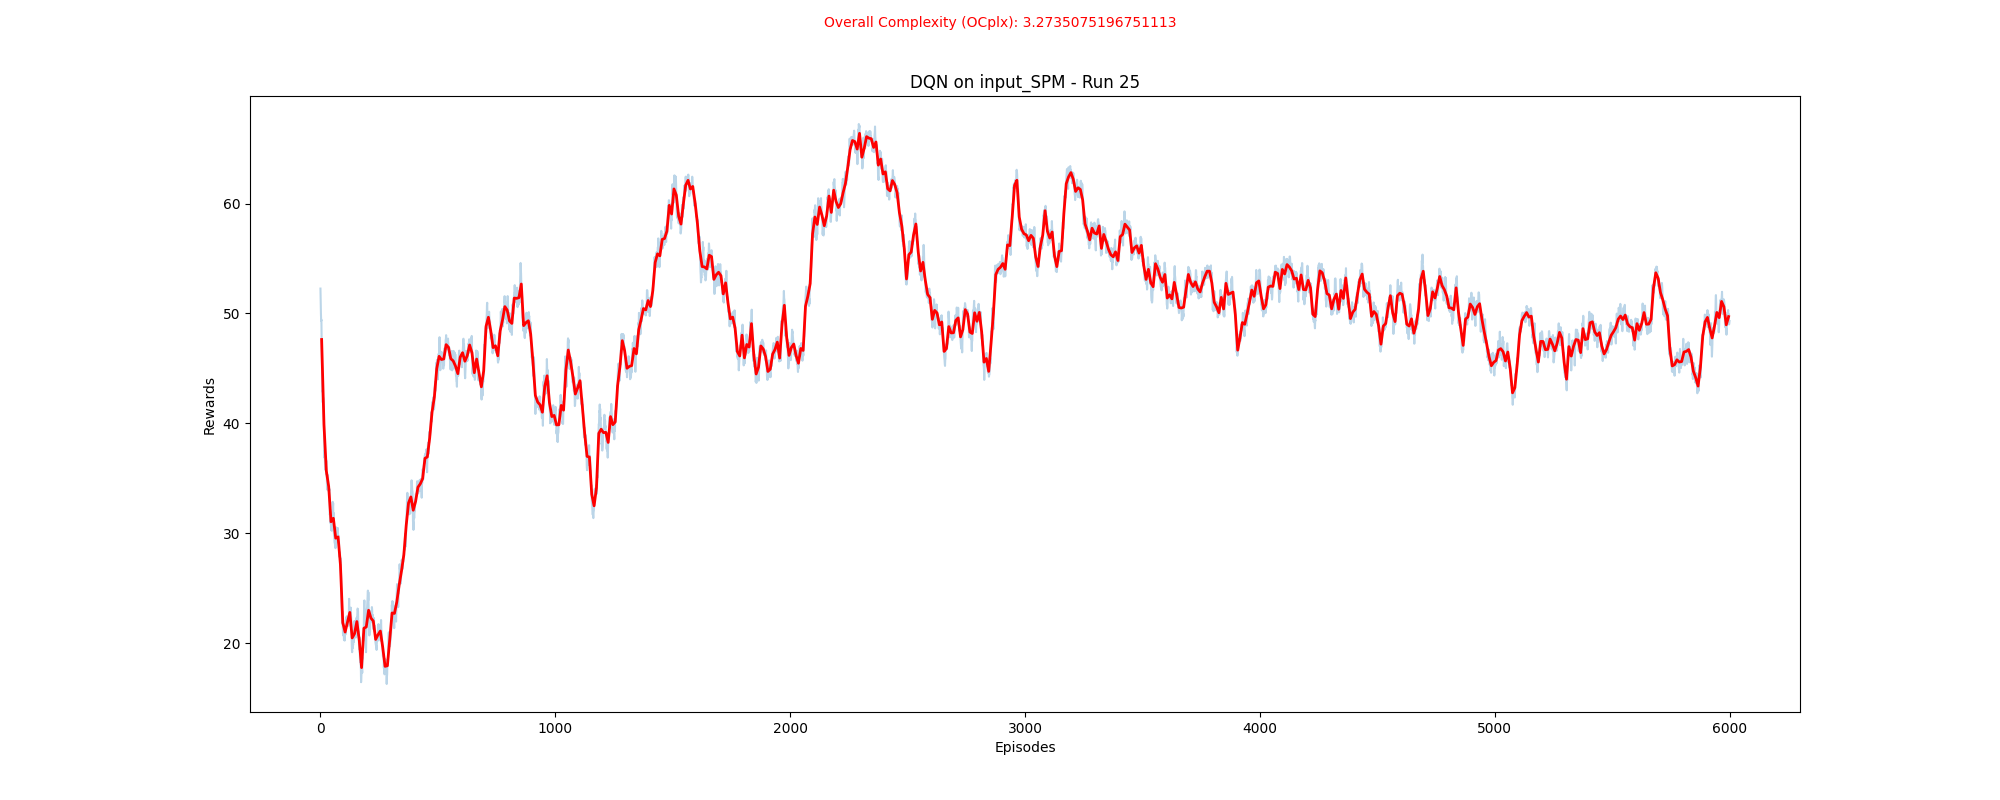 Overall Complexity (OCplx): 3.2735075196751113
DQN on input_SPM - Run 25
Rewards
60
50
40
30
20
0 1000 2000 3000 4000 5000 6000
Episodes